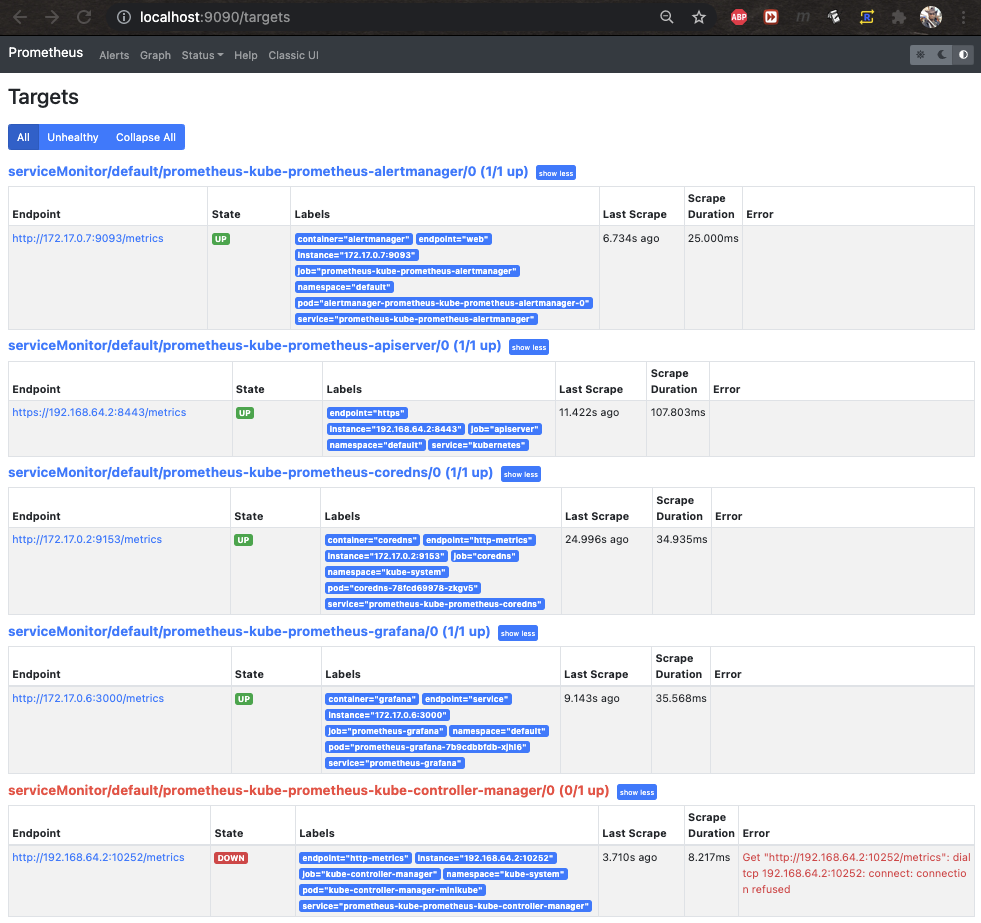 localhost:9090/targets
ABP
Prometheus Alerts Graph Status Help Classic UI
Targets
All Unhealthy Collapse All
serviceMonitor/default/prometheus-kube-prometheus-alertmanager/0 (1/1 up) show less
Endpoint State Labels Last Scrape Scrape Duration Error
http://172.17.0.7:9093/metrics UP container="alertmanager" endpoint="web" 6.734s ago 25.000ms
instance="172.17.0.7:9093"
job="prometheus-kube-prometheus-alertmanager"
namespace="default"
pod="alertmanager-prometheus-kube-prometheus-alertmanager-0"
service="prometheus-kube-prometheus-alertmanager"
serviceMonitor/default/prometheus-kube-prometheus-apiserver/0 (1/1 up) show less
Endpoint State Labels Last Scrape Scrape Duration Error
https://192.168.64.2:8443/metrics UP endpoint="https" 11.422s ago 107.803ms
instance="192.168.64.2:8443" job="apiserver"
namespace="default" service="kubernetes"
serviceMonitor/default/prometheus-kube-prometheus-coredns/0 (1/1 up) show less
Endpoint State Labels Last Scrape Scrape Duration Error
http://172.17.0.2:9153/metrics UP container="coredns" endpoint="http-metrics" 24.996s ago 34.935ms
instance="172.17.0.2:9153" job="coredns"
namespace="kube-system"
pod="coredns-78fcd69978-zkgv5"
service="prometheus-kube-prometheus-coredns"
serviceMonitor/default/prometheus-kube-prometheus-grafana/0 (1/1 up) show less
Endpoint State Labels Last Scrape Scrape Duration Error
http://172.17.0.6:3000/metrics UP container="grafana" endpoint="service" 9.143s ago 35.568ms
instance="172.17.0.6:3000"
job="prometheus-grafana" namespace="default"
pod="prometheus-grafana-7b9cdbbfdb-xjhl6"
service="prometheus-grafana"
serviceMonitor/default/prometheus-kube-prometheus-kube-controller-manager/0 (0/1 up) show less
Endpoint State Labels Last Scrape Scrape Duration Error
http://192.168.64.2:10252/metrics DOWN endpoint="http-metrics" instance="192.168.64.2:10252" 3.710s ago 8.217ms Get "http://192.168.64.2:10252/metrics": dial
job="kube-controller-manager" namespace="kube-system" tcp 192.168.64.2:10252: connect: connectio
pod="kube-controller-manager-minikube" n refused
service="prometheus-kube-prometheus-kube-controller-manager"